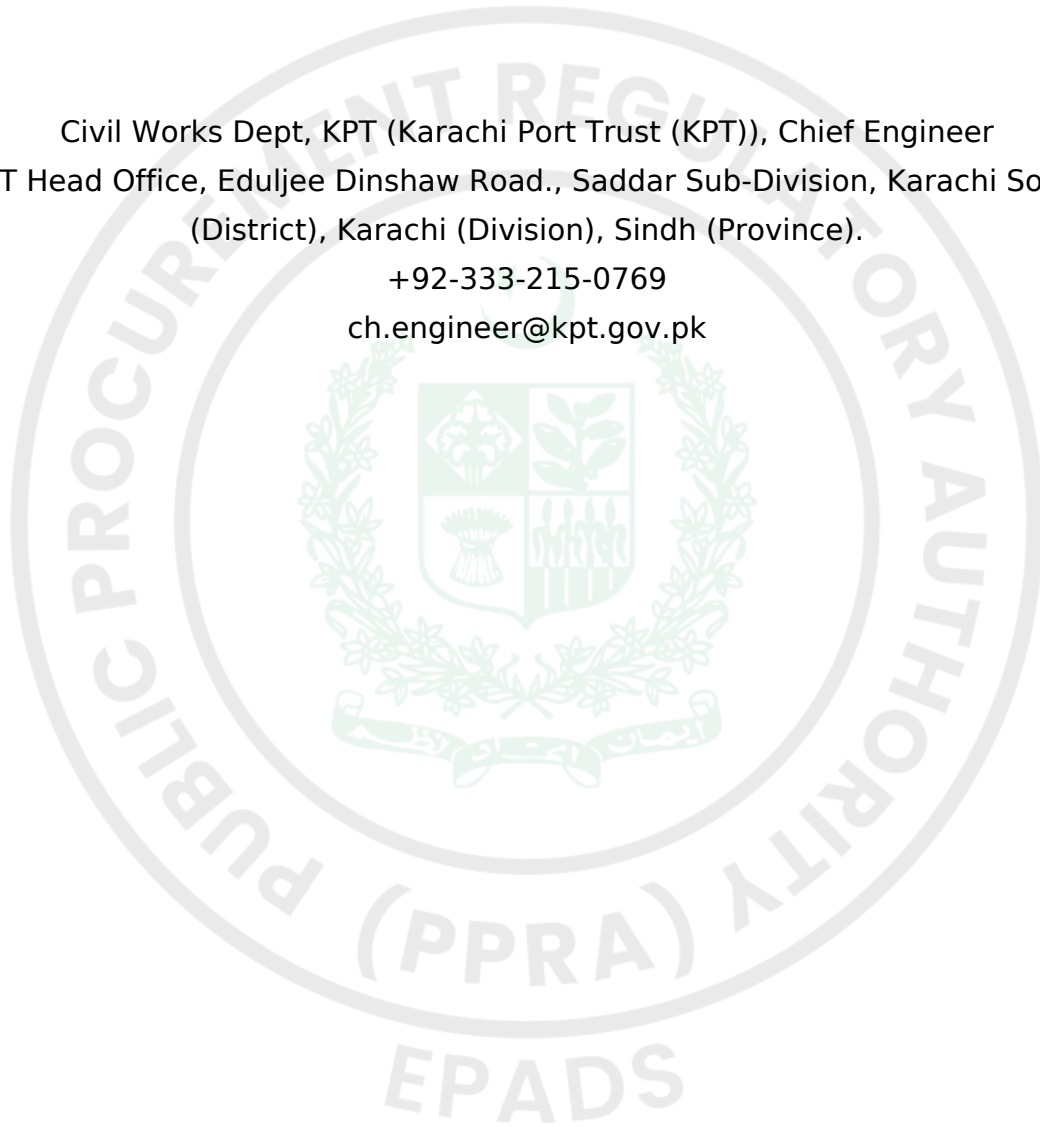 Civil Works Dept, KPT (Karachi Port Trust (KPT)), Chief Engineer
T Head Office, Eduljee Dinshaw Road., Saddar Sub-Division, Karachi So
(District), Karachi (Division), Sindh (Province).
+92-333-215-0769
ch.engineer@kpt.gov.pk
PUBLIC PROCUREMENT REGULATORY AUTHORITY
(PPRA)
EPADS